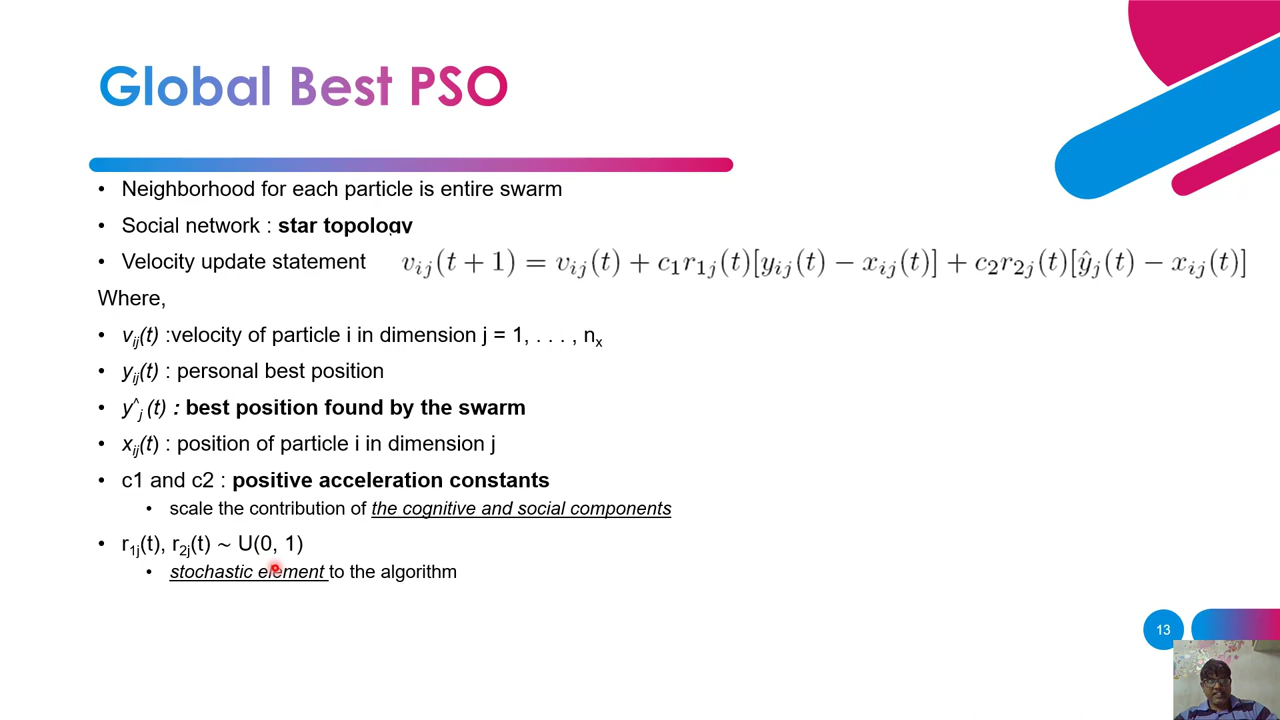 Global Best PSO
• Neighborhood for each particle is entire swarm
• Social network : star topology
• Velocity update statement v_{ij}(t + 1) = v_{ij}(t) + c_1r_{1j}(t)[y_{ij}(t) − x_{ij}(t)] + c_2r_{2j}(t)[ŷ_j(t) − x_{ij}(t)]
Where,
• v_{ij}(t) :velocity of particle i in dimension j = 1, . . . , n_x
• y_{ij}(t) : personal best position
• y^_j (t) : best position found by the swarm
• x_{ij}(t) : position of particle i in dimension j
• c1 and c2 : positive acceleration constants
• scale the contribution of the cognitive and social components
• r_{1j}(t), r_{2j}(t) ~ U(0, 1)
• stochastic element to the algorithm
13